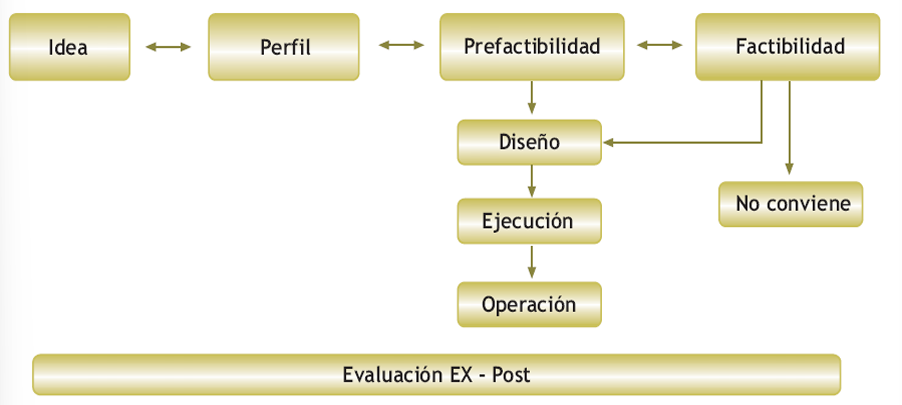 Idea
Perfil
Prefactibilidad
Factibilidad
Diseño
No conviene
Ejecución
Operación
Evaluación EX - Post